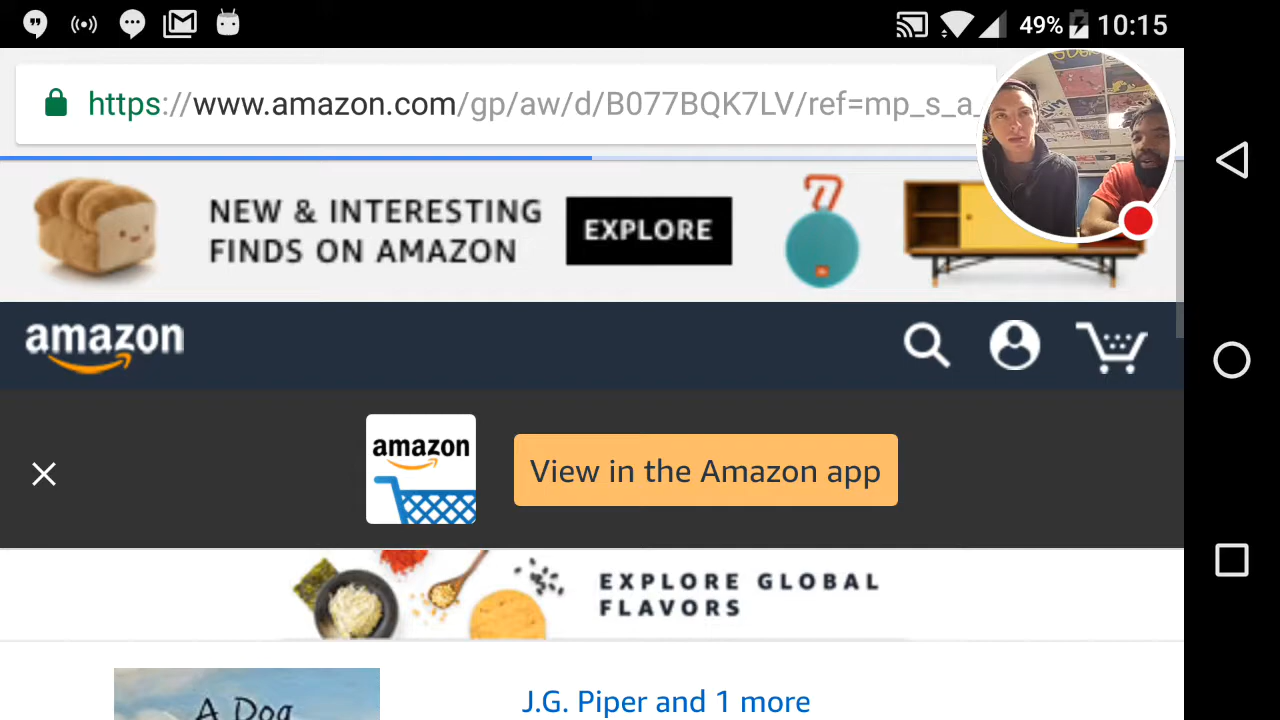 49% 10:15
https://www.amazon.com/gp/aw/d/B077BQK7LV/ref=mp_s_a_
NEW & INTERESTING
FINDS ON AMAZON
EXPLORE
amazon
amazon
View in the Amazon app
EXPLORE GLOBAL
FLAVORS
A Dog
J.G. Piper and 1 more